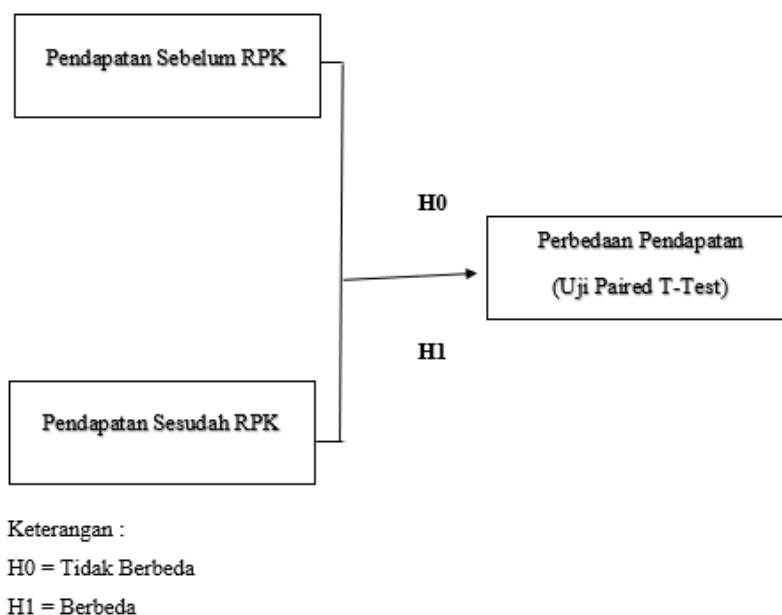 Pendapatan Sebelum RPK
H0
Perbedaan Pendapatan
(Uji Paired T-Test)
H1
Pendapatan Sesudah RPK
Keterangan :
H0 = Tidak Berbeda
H1 = Berbeda